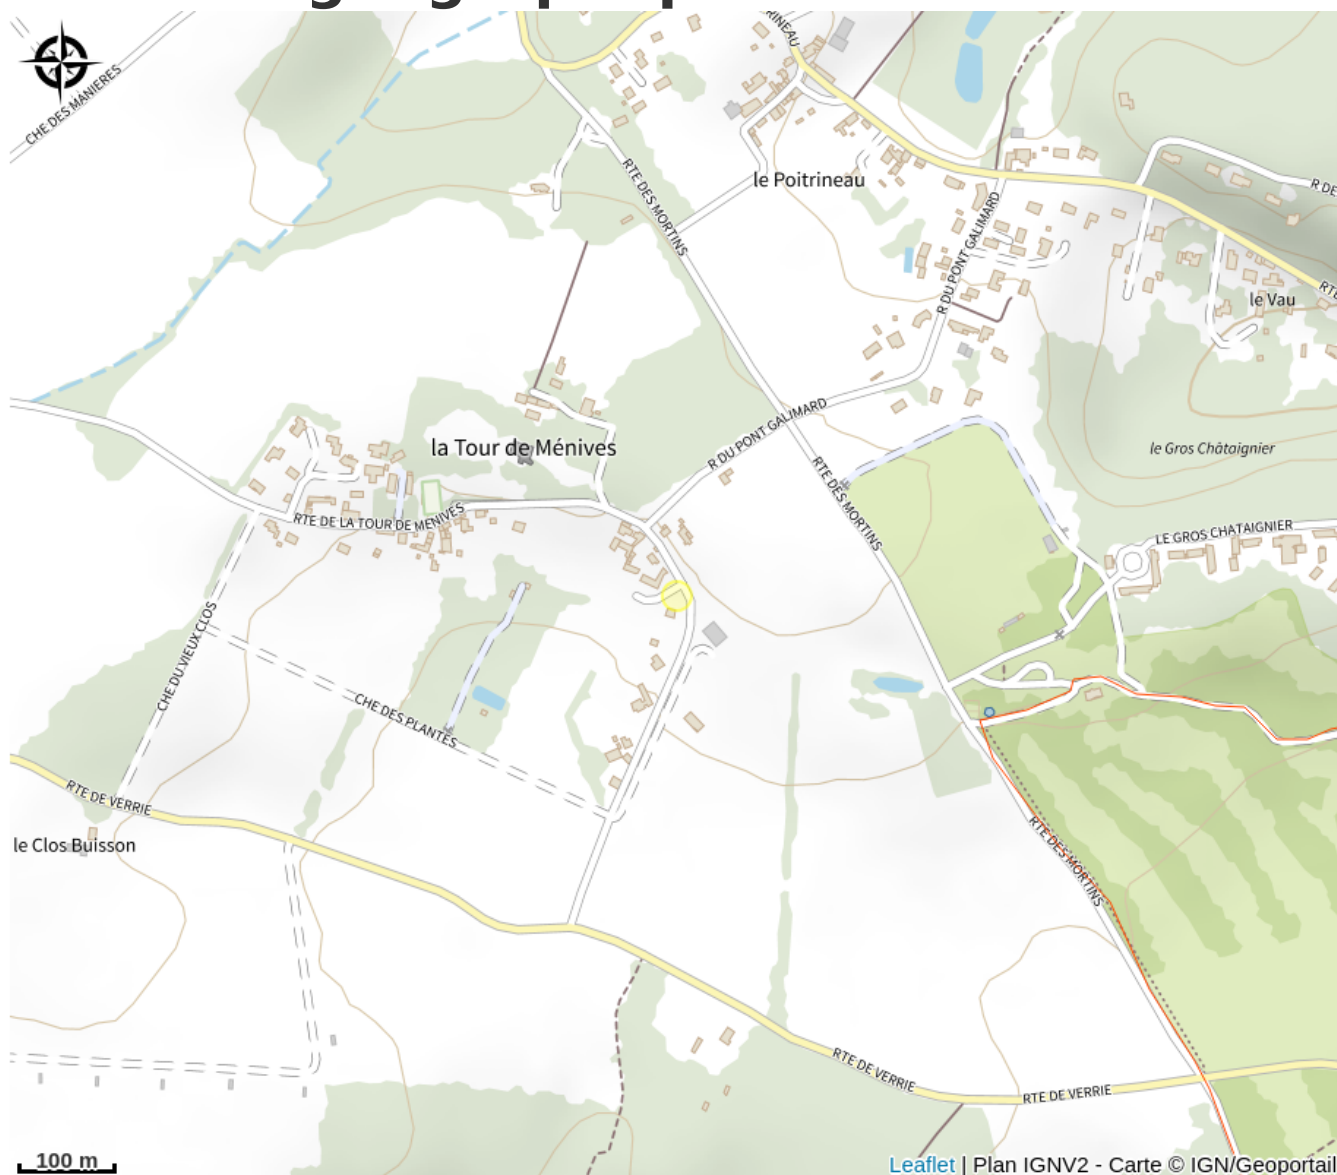 CHE DES MANIERES
RTE DES MORTINS
le Poitrineau
R DU PONT GALIMARD
R DE
RTE
le Vau
la Tour de Ménives
R DU PONT GALIMARD
le Gros Châtaignier
RTE DE LA TOUR DE MENIVES
RTE DES MORTINS
LE GROS CHATAIGNIER
CHE DU VIEUX CLOS
CHE DES PLANTES
RTE DE VERRIE
le Clos Buisson
RTE DES MORTINS
RTE DE VERRIE
RTE DE VERRIE
100 m
Leaflet | Plan IGNV2 - Carte © IGN/Geoportail